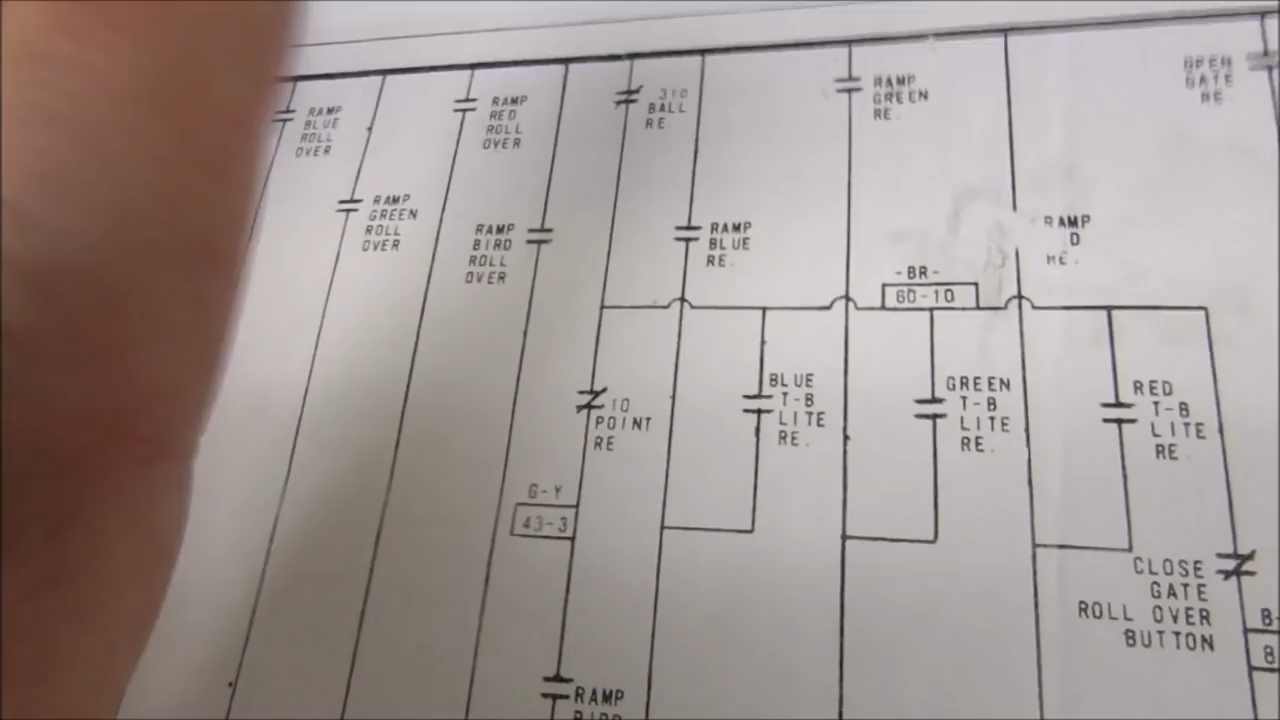 RAMP
BLUE
ROLL
OVER
RAMP
GREEN
ROLL
OVER
RAMP
RED
ROLL
OVER
RAMP
BIRD
ROLL
OVER
BALL
RE.
RAMP
BLUE
RE.
RAMP
GREEN
RE.
RAMP
D
RE.
OPEN
GATE
RE.
-BR-
60-10
10
POINT
RE
BLUE
T-B
LITE
RE.
GREEN
T-B
LITE
RE.
RED
T-B
LITE
RE.
G-Y
43-3
CLOSE
GATE
ROLL OVER
BUTTON
B-
8
RAMP
BIRD